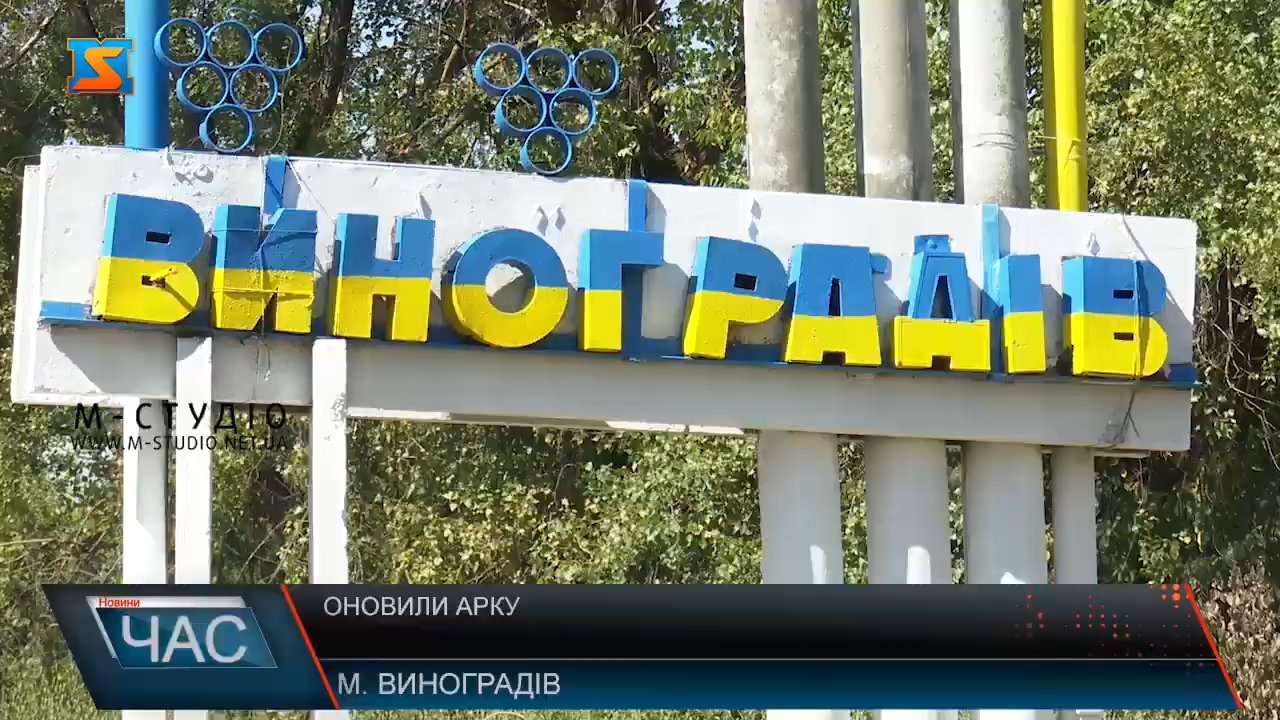 ВИНОГРАДІВ
М-СТУДІО
WWW.M-STUDIO.NET.UA
Новини
ЧАС
ОНОВИЛИ АРКУ
М. ВИНОГРАДІВ